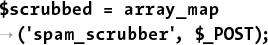 $scrubbed = array_map
→('spam_scrubber', $_POST);